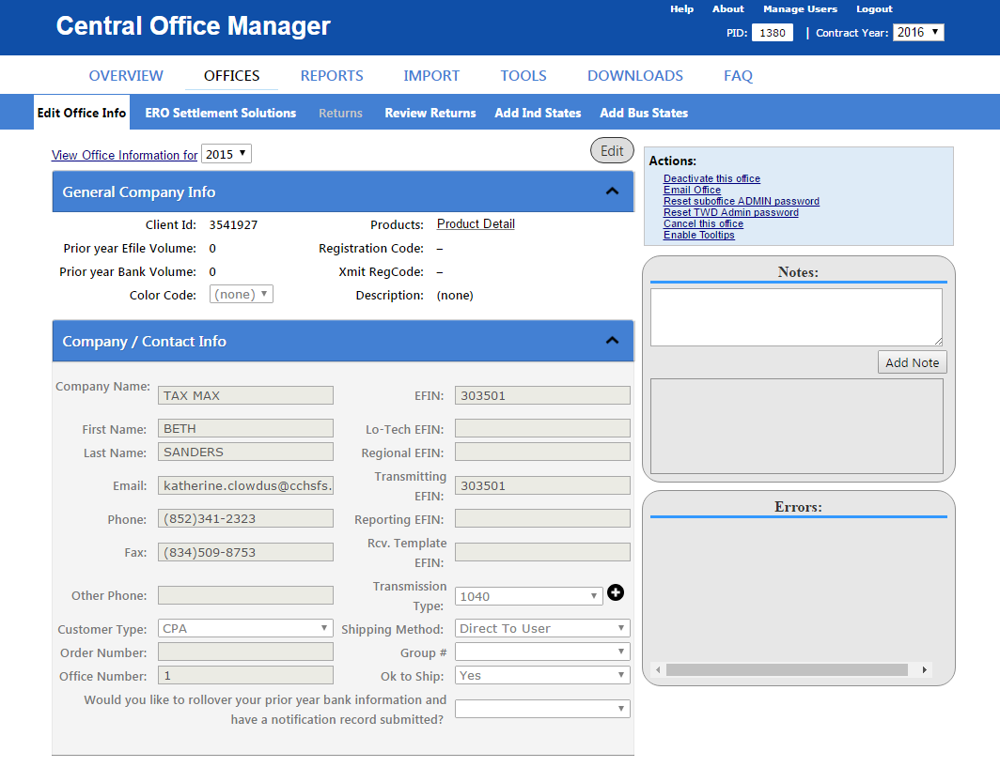 Help About Manage Users Logout
Central Office Manager
PID: 1380 | Contract Year: 2016
OVERVIEW OFFICES REPORTS IMPORT TOOLS DOWNLOADS FAQ
Edit Office Info ERO Settlement Solutions Returns Review Returns Add Ind States Add Bus States
View Office Information for 2015
Edit
General Company Info
Client Id: 3541927 Products: Product Detail
Prior year Efile Volume: 0 Registration Code: –
Prior year Bank Volume: 0 Xmit RegCode: –
Color Code: (none) Description: (none)
Company / Contact Info
Company Name: TAX MAX EFIN: 303501
First Name: BETH Lo-Tech EFIN:
Last Name: SANDERS Regional EFIN:
Email: katherine.clowdus@cchsfs. Transmitting EFIN: 303501
Phone: (852)341-2323 Reporting EFIN:
Fax: (834)509-8753 Rcv. Template EFIN:
Other Phone: Transmission Type: 1040
Customer Type: CPA Shipping Method: Direct To User
Order Number: Group #
Office Number: 1 Ok to Ship: Yes
Would you like to rollover your prior year bank information and
have a notification record submitted?
Actions:
Deactivate this office
Email Office
Reset suboffice ADMIN password
Reset TWD Admin password
Cancel this office
Enable Tooltips
Notes:
Add Note
Errors: